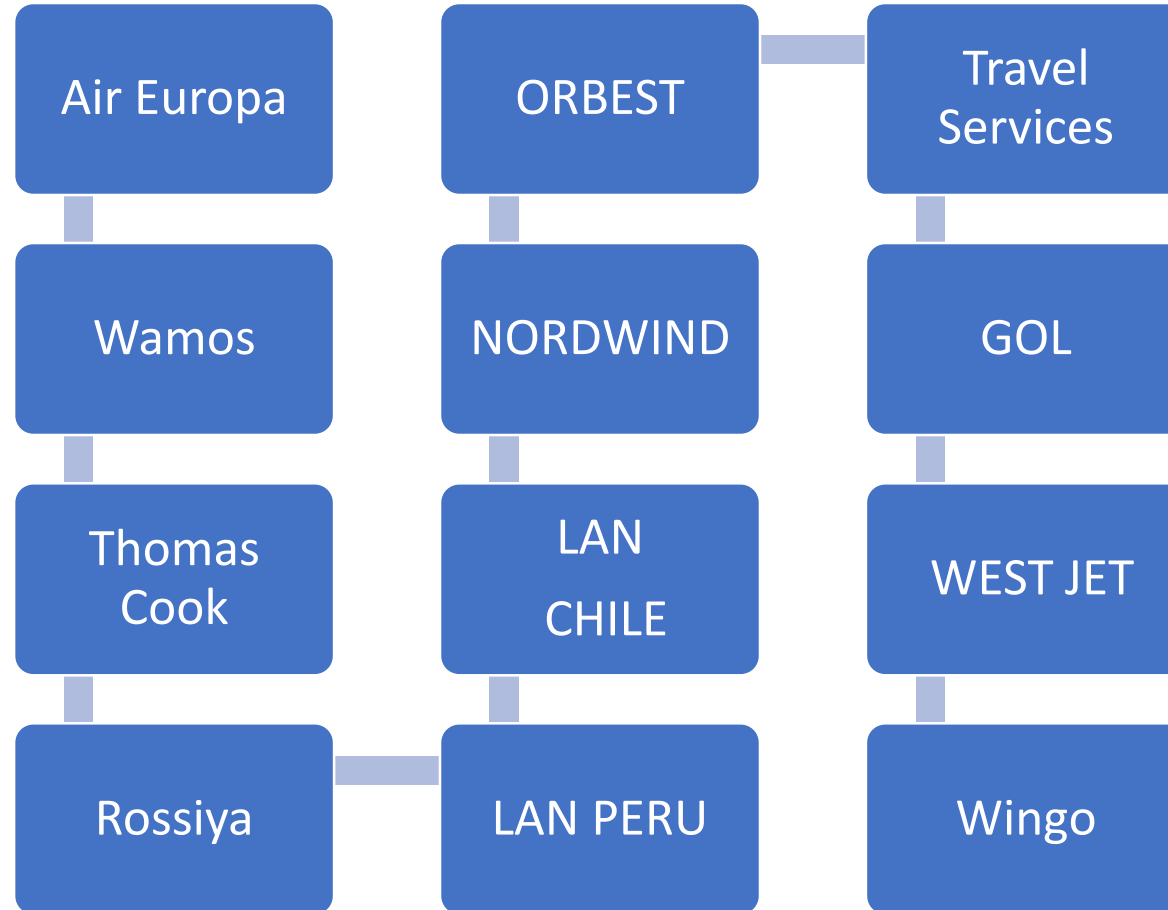 Air Europa
Wamos
Thomas
Cook
Rossiya
LAN PERU
LAN
CHILE
NORDWIND
ORBEST
Travel
Services
GOL
WEST JET
Wingo